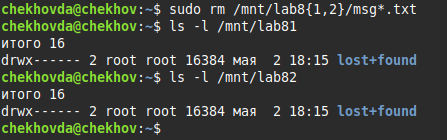 chekhovda@chekhov:~$ sudo rm /mnt/lab8{1,2}/msg*.txt
chekhovda@chekhov:~$ ls -l /mnt/lab81
итого 16
drwx------ 2 root root 16384 мая  2 18:15 lost+found
chekhovda@chekhov:~$ ls -l /mnt/lab82
итого 16
drwx------ 2 root root 16384 мая  2 18:15 lost+found
chekhovda@chekhov:~$